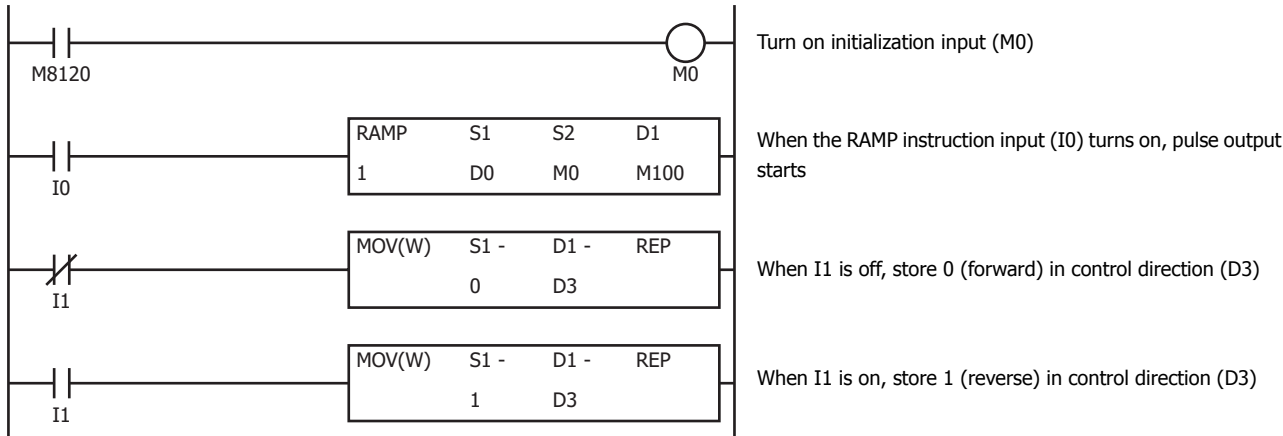 Turn on initialization input (M0)
M8120
M0
RAMP S1 S2 D1
1 D0 M0 M100
When the RAMP instruction input (I0) turns on, pulse output
starts
I0
MOV(W) S1 - D1 - REP
0 D3
When I1 is off, store 0 (forward) in control direction (D3)
I1
MOV(W) S1 - D1 - REP
1 D3
When I1 is on, store 1 (reverse) in control direction (D3)
I1